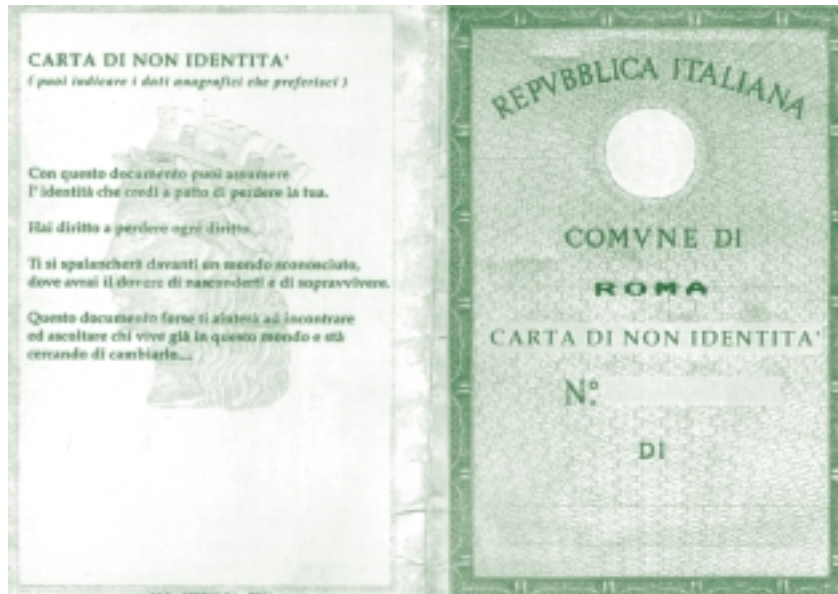 CARTA DI NON IDENTITA'
( puoi indicare i dati anagrafici che preferisci )
Con questo documento puoi assumere
l' identità che credi a patto di perdere la tua.
Hai diritto a perdere ogni diritto...
Ti si spalancherà davanti un mondo sconosciuto,
dove avrai il dovere di nasconderti e di sopravvivere.
Questo documento forse ti aiuterà ad incontrare
ed ascoltare chi vive già in questo mondo e stà
cercando di cambiarlo....
REPVBBLICA ITALIANA
COMVNE DI
ROMA
CARTA DI NON IDENTITA'
N.º
DI